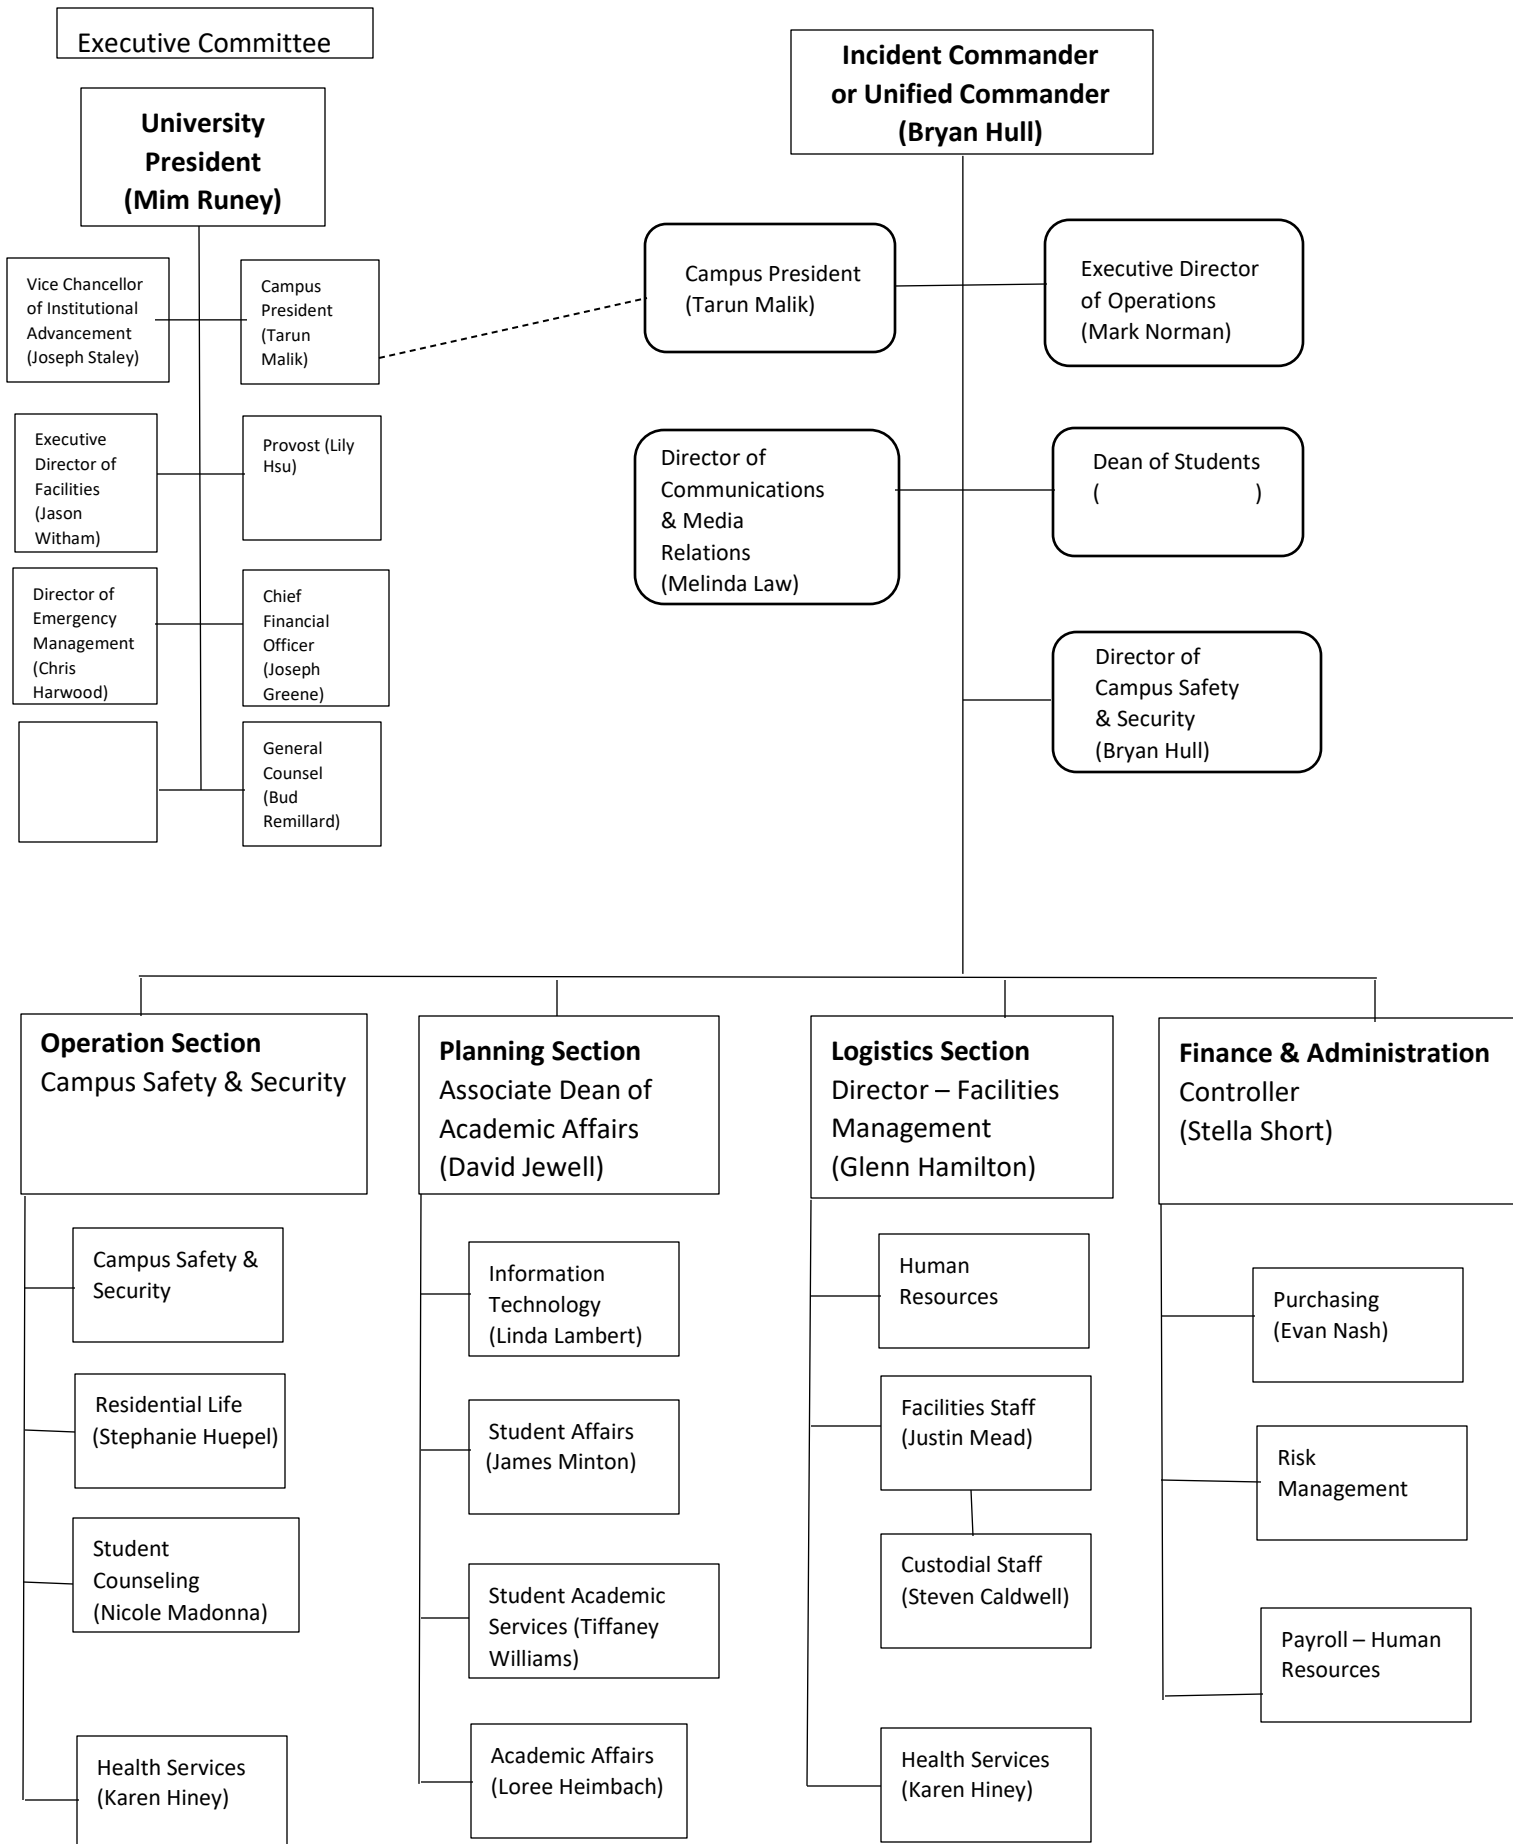 Executive Committee
University
President
(Mim Runey)
Vice Chancellor
of Institutional
Advancement
(Joseph Staley)
Campus
President
(Tarun
Malik)
Executive
Director of
Facilities
(Jason
Witham)
Provost (Lily
Hsu)
Director of
Emergency
Management
(Chris
Harwood)
Chief
Financial
Officer
(Joseph
Greene)
General
Counsel
(Bud
Remillard)
Incident Commander
or Unified Commander
(Bryan Hull)
Campus President
(Tarun Malik)
Executive Director
of Operations
(Mark Norman)
Director of
Communications
& Media
Relations
(Melinda Law)
Dean of Students
( )
Director of
Campus Safety
& Security
(Bryan Hull)
Operation Section
Campus Safety & Security
Campus Safety &
Security
Residential Life
(Stephanie Huepel)
Student
Counseling
(Nicole Madonna)
Health Services
(Karen Hiney)
Planning Section
Associate Dean of
Academic Affairs
(David Jewell)
Information
Technology
(Linda Lambert)
Student Affairs
(James Minton)
Student Academic
Services (Tiffaney
Williams)
Academic Affairs
(Loree Heimbach)
Logistics Section
Director – Facilities
Management
(Glenn Hamilton)
Human
Resources
Facilities Staff
(Justin Mead)
Custodial Staff
(Steven Caldwell)
Health Services
(Karen Hiney)
Finance & Administration
Controller
(Stella Short)
Purchasing
(Evan Nash)
Risk
Management
Payroll – Human
Resources